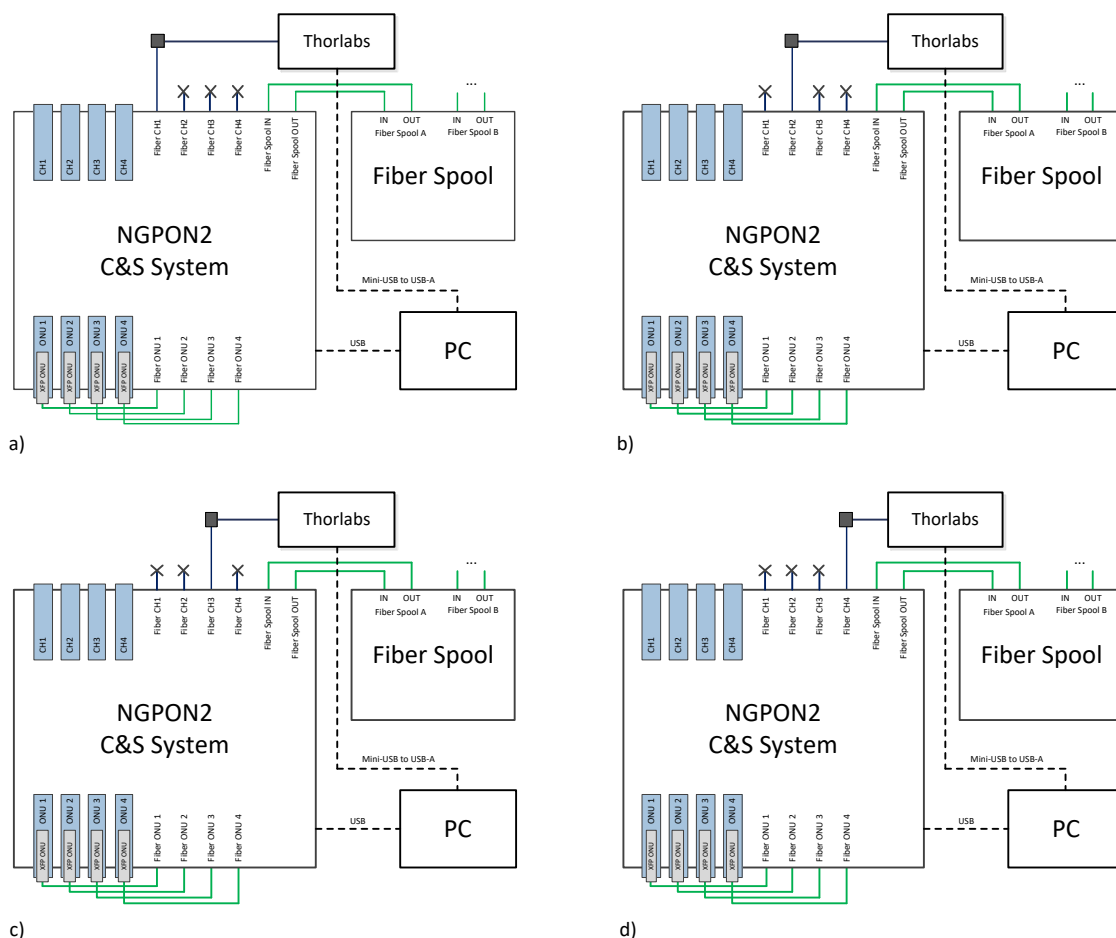 Thorlabs
...
Fiber CH1
Fiber CH2
Fiber CH3
Fiber CH4
Fiber Spool IN
Fiber Spool OUT
IN OUT IN OUT
Fiber Spool A Fiber Spool B
CH1
CH2
CH3
CH4
Fiber Spool
NGPON2
C&S System
Mini-USB to USB-A
ONU 1
ONU 2
ONU 3
ONU 4
XFP ONU
XFP ONU
XFP ONU
XFP ONU
Fiber ONU 1
Fiber ONU 2
Fiber ONU 3
Fiber ONU 4
USB
PC
a)
Thorlabs
...
Fiber CH1
Fiber CH2
Fiber CH3
Fiber CH4
Fiber Spool IN
Fiber Spool OUT
IN OUT IN OUT
Fiber Spool A Fiber Spool B
CH1
CH2
CH3
CH4
Fiber Spool
NGPON2
C&S System
Mini-USB to USB-A
ONU 1
ONU 2
ONU 3
ONU 4
XFP ONU
XFP ONU
XFP ONU
XFP ONU
Fiber ONU 1
Fiber ONU 2
Fiber ONU 3
Fiber ONU 4
USB
PC
b)
Thorlabs
...
Fiber CH1
Fiber CH2
Fiber CH3
Fiber CH4
Fiber Spool IN
Fiber Spool OUT
IN OUT IN OUT
Fiber Spool A Fiber Spool B
CH1
CH2
CH3
CH4
Fiber Spool
NGPON2
C&S System
Mini-USB to USB-A
ONU 1
ONU 2
ONU 3
ONU 4
XFP ONU
XFP ONU
XFP ONU
XFP ONU
Fiber ONU 1
Fiber ONU 2
Fiber ONU 3
Fiber ONU 4
USB
PC
c)
Thorlabs
...
Fiber CH1
Fiber CH2
Fiber CH3
Fiber CH4
Fiber Spool IN
Fiber Spool OUT
IN OUT IN OUT
Fiber Spool A Fiber Spool B
CH1
CH2
CH3
CH4
Fiber Spool
NGPON2
C&S System
Mini-USB to USB-A
ONU 1
ONU 2
ONU 3
ONU 4
XFP ONU
XFP ONU
XFP ONU
XFP ONU
Fiber ONU 1
Fiber ONU 2
Fiber ONU 3
Fiber ONU 4
USB
PC
d)